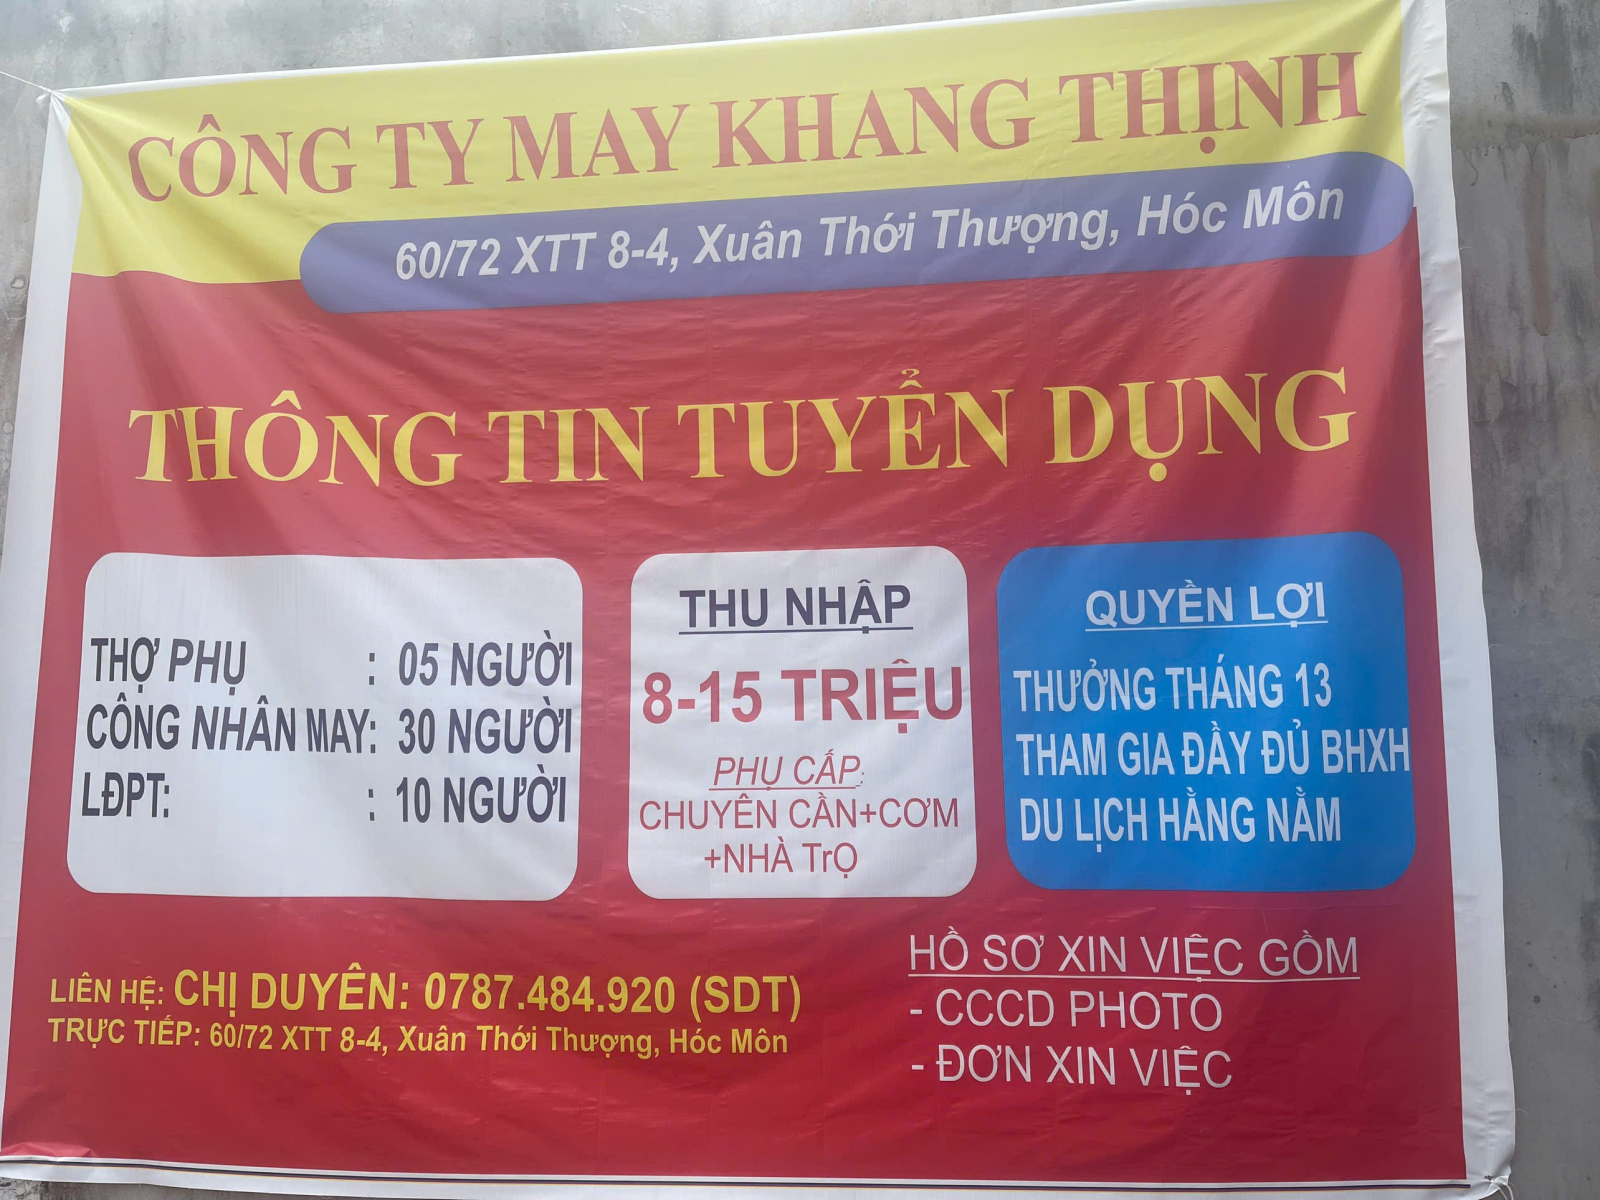 CÔNG TY MAY KHANG THỊNH
60/72 XTT 8-4, Xuân Thới Thượng, Hóc Môn
THÔNG TIN TUYỂN DỤNG
THỢ PHỤ : 05 NGƯỜI
CÔNG NHÂN MAY: 30 NGƯỜI
LĐPT: : 10 NGƯỜI
THU NHẬP
8-15 TRIỆU
PHỤ CẤP:
CHUYÊN CẦN+CƠM
+NHÀ TrỌ
QUYỀN LỢI
THƯỞNG THÁNG 13
THAM GIA ĐẦY ĐỦ BHXH
DU LỊCH HẰNG NẰM
LIÊN HỆ: CHỊ DUYÊN: 0787.484.920 (SDT)
TRỰC TIẾP: 60/72 XTT 8-4, Xuân Thới Thượng, Hóc Môn
HỒ SƠ XIN VIỆC GỒM
- CCCD PHOTO
- ĐƠN XIN VIỆC